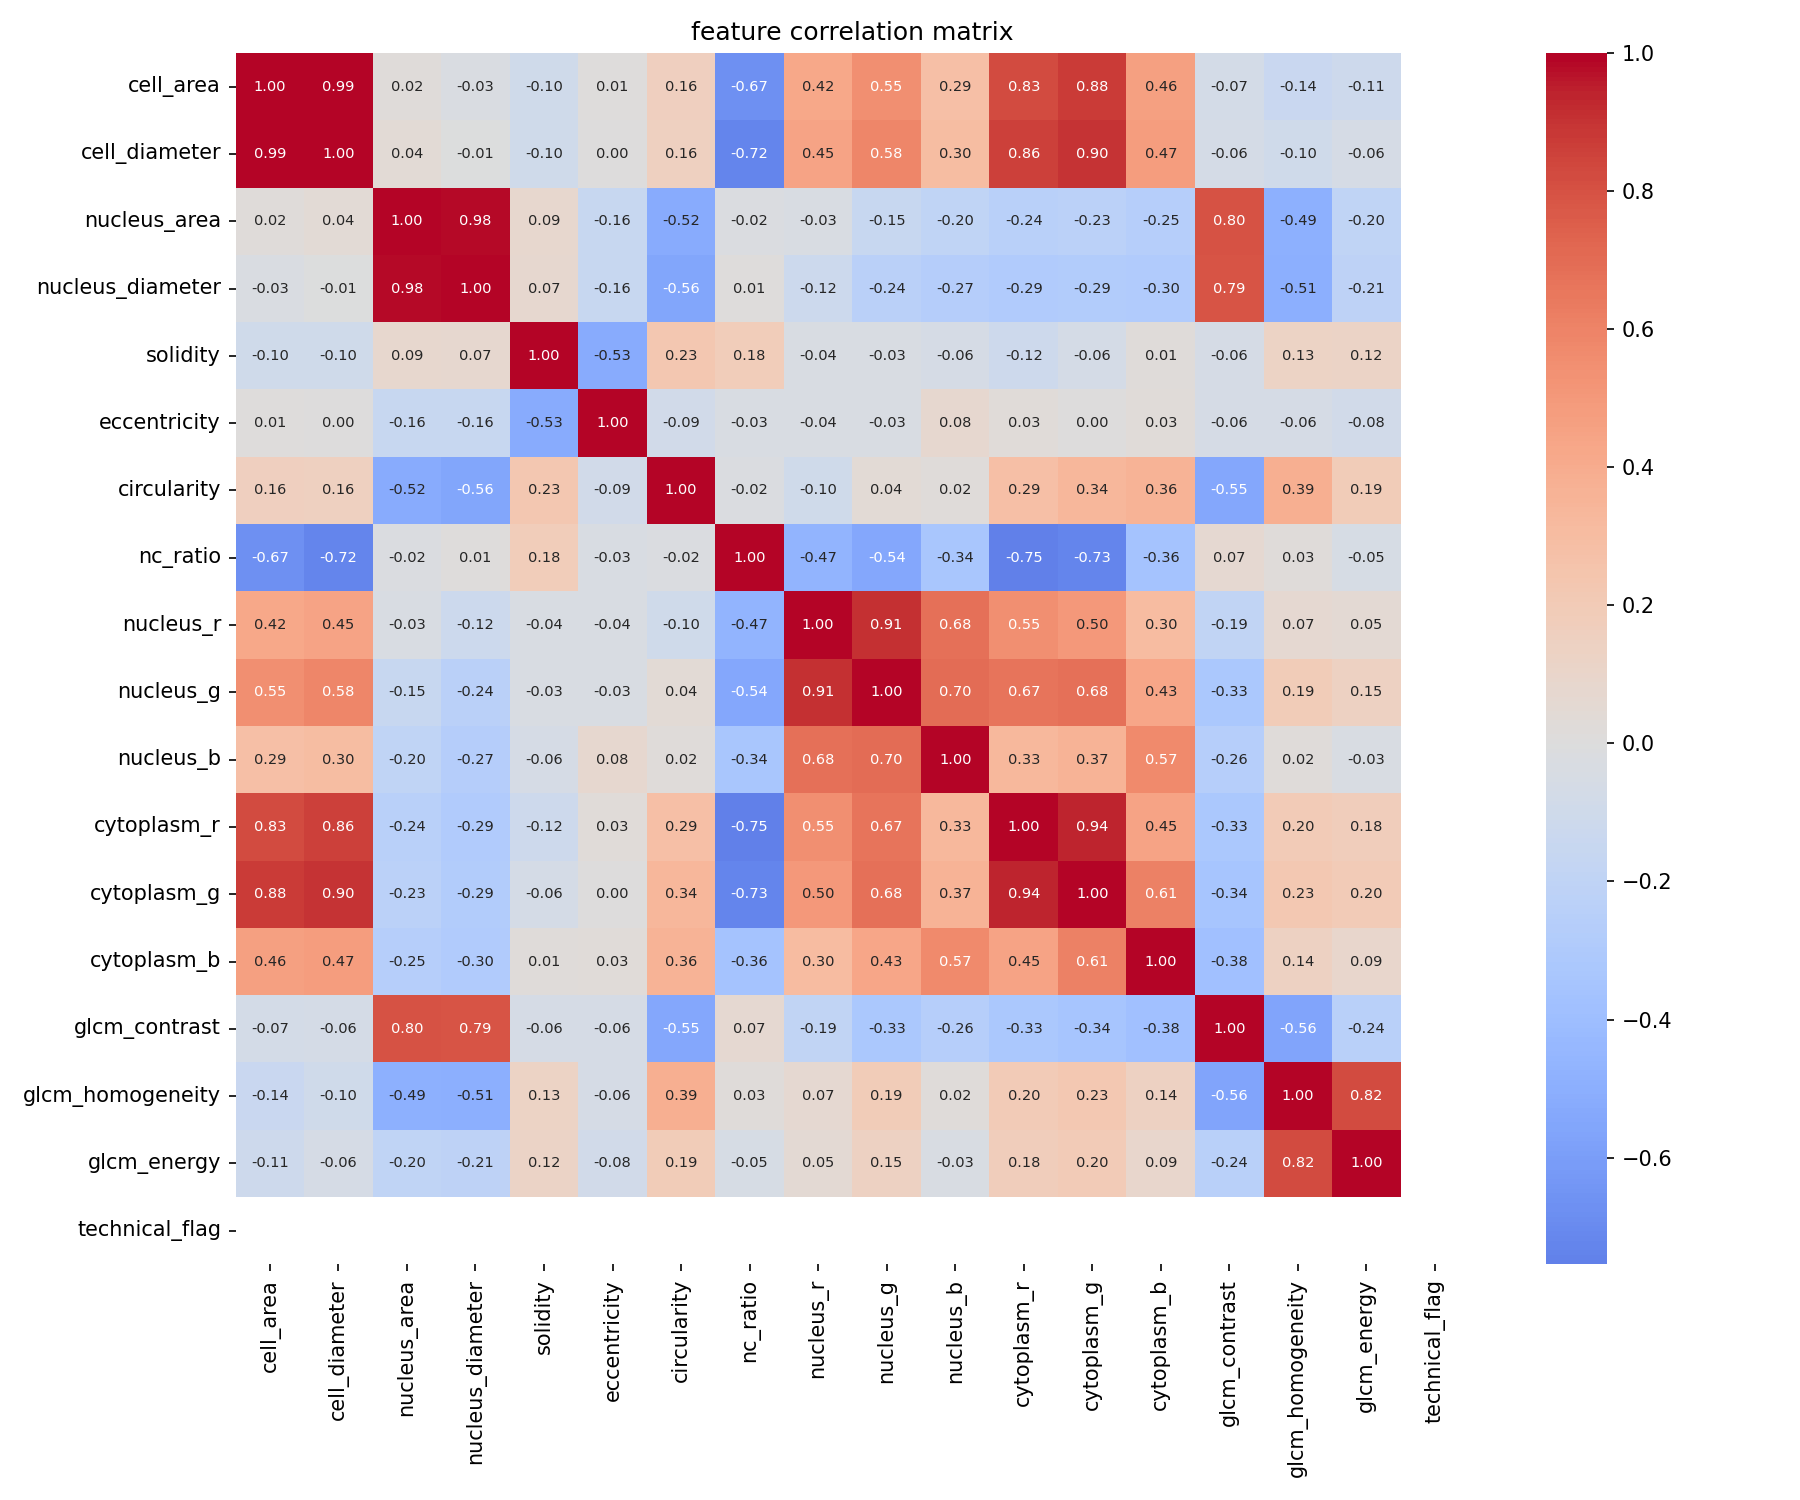 feature correlation matrix
cell_area 1.00 0.99 0.02 -0.03 -0.10 0.01 0.16 -0.67 0.42 0.55 0.29 0.83 0.88 0.46 -0.07 -0.14 -0.11
cell_diameter 0.99 1.00 0.04 -0.01 -0.10 0.00 0.16 -0.72 0.45 0.58 0.30 0.86 0.90 0.47 -0.06 -0.10 -0.06
nucleus_area 0.02 0.04 1.00 0.98 0.09 -0.16 -0.52 -0.02 -0.03 -0.15 -0.20 -0.24 -0.23 -0.25 0.80 -0.49 -0.20
nucleus_diameter -0.03 -0.01 0.98 1.00 0.07 -0.16 -0.56 0.01 -0.12 -0.24 -0.27 -0.29 -0.29 -0.30 0.79 -0.51 -0.21
solidity -0.10 -0.10 0.09 0.07 1.00 -0.53 0.23 0.18 -0.04 -0.03 -0.06 -0.12 -0.06 0.01 -0.06 0.13 0.12
eccentricity 0.01 0.00 -0.16 -0.16 -0.53 1.00 -0.09 -0.03 -0.04 -0.03 0.08 0.03 0.00 0.03 -0.06 -0.06 -0.08
circularity 0.16 0.16 -0.52 -0.56 0.23 -0.09 1.00 -0.02 -0.10 0.04 0.02 0.29 0.34 0.36 -0.55 0.39 0.19
nc_ratio -0.67 -0.72 -0.02 0.01 0.18 -0.03 -0.02 1.00 -0.47 -0.54 -0.34 -0.75 -0.73 -0.36 0.07 0.03 -0.05
nucleus_r 0.42 0.45 -0.03 -0.12 -0.04 -0.04 -0.10 -0.47 1.00 0.91 0.68 0.55 0.50 0.30 -0.19 0.07 0.05
nucleus_g 0.55 0.58 -0.15 -0.24 -0.03 -0.03 0.04 -0.54 0.91 1.00 0.70 0.67 0.68 0.43 -0.33 0.19 0.15
nucleus_b 0.29 0.30 -0.20 -0.27 -0.06 0.08 0.02 -0.34 0.68 0.70 1.00 0.33 0.37 0.57 -0.26 0.02 -0.03
cytoplasm_r 0.83 0.86 -0.24 -0.29 -0.12 0.03 0.29 -0.75 0.55 0.67 0.33 1.00 0.94 0.45 -0.33 0.20 0.18
cytoplasm_g 0.88 0.90 -0.23 -0.29 -0.06 0.00 0.34 -0.73 0.50 0.68 0.37 0.94 1.00 0.61 -0.34 0.23 0.20
cytoplasm_b 0.46 0.47 -0.25 -0.30 0.01 0.03 0.36 -0.36 0.30 0.43 0.57 0.45 0.61 1.00 -0.38 0.14 0.09
glcm_contrast -0.07 -0.06 0.80 0.79 -0.06 -0.06 -0.55 0.07 -0.19 -0.33 -0.26 -0.33 -0.34 -0.38 1.00 -0.56 -0.24
glcm_homogeneity -0.14 -0.10 -0.49 -0.51 0.13 -0.06 0.39 0.03 0.07 0.19 0.02 0.20 0.23 0.14 -0.56 1.00 0.82
glcm_energy -0.11 -0.06 -0.20 -0.21 0.12 -0.08 0.19 -0.05 0.05 0.15 -0.03 0.18 0.20 0.09 -0.24 0.82 1.00
technical_flag
cell_area
cell_diameter
nucleus_area
nucleus_diameter
solidity
eccentricity
circularity
nc_ratio
nucleus_r
nucleus_g
nucleus_b
cytoplasm_r
cytoplasm_g
cytoplasm_b
glcm_contrast
glcm_homogeneity
glcm_energy
technical_flag
1.0
0.8
0.6
0.4
0.2
0.0
−0.2
−0.4
−0.6